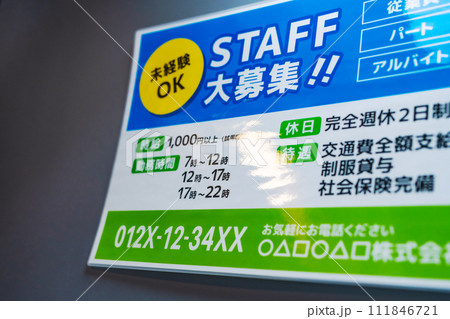 未経験
OK
STAFF
大募集!!
パート
アルバイト
時給 1,000円以上
勤務時間 7時〜12時
12時〜17時
17時〜22時
休日 完全週休2日制
待遇 交通費全額支給
制服貸与
社会保険完備
012X-12-34XX
お気軽にお電話ください
○△□○○△□株式会
PIXTA
pixta.jp - 111846721